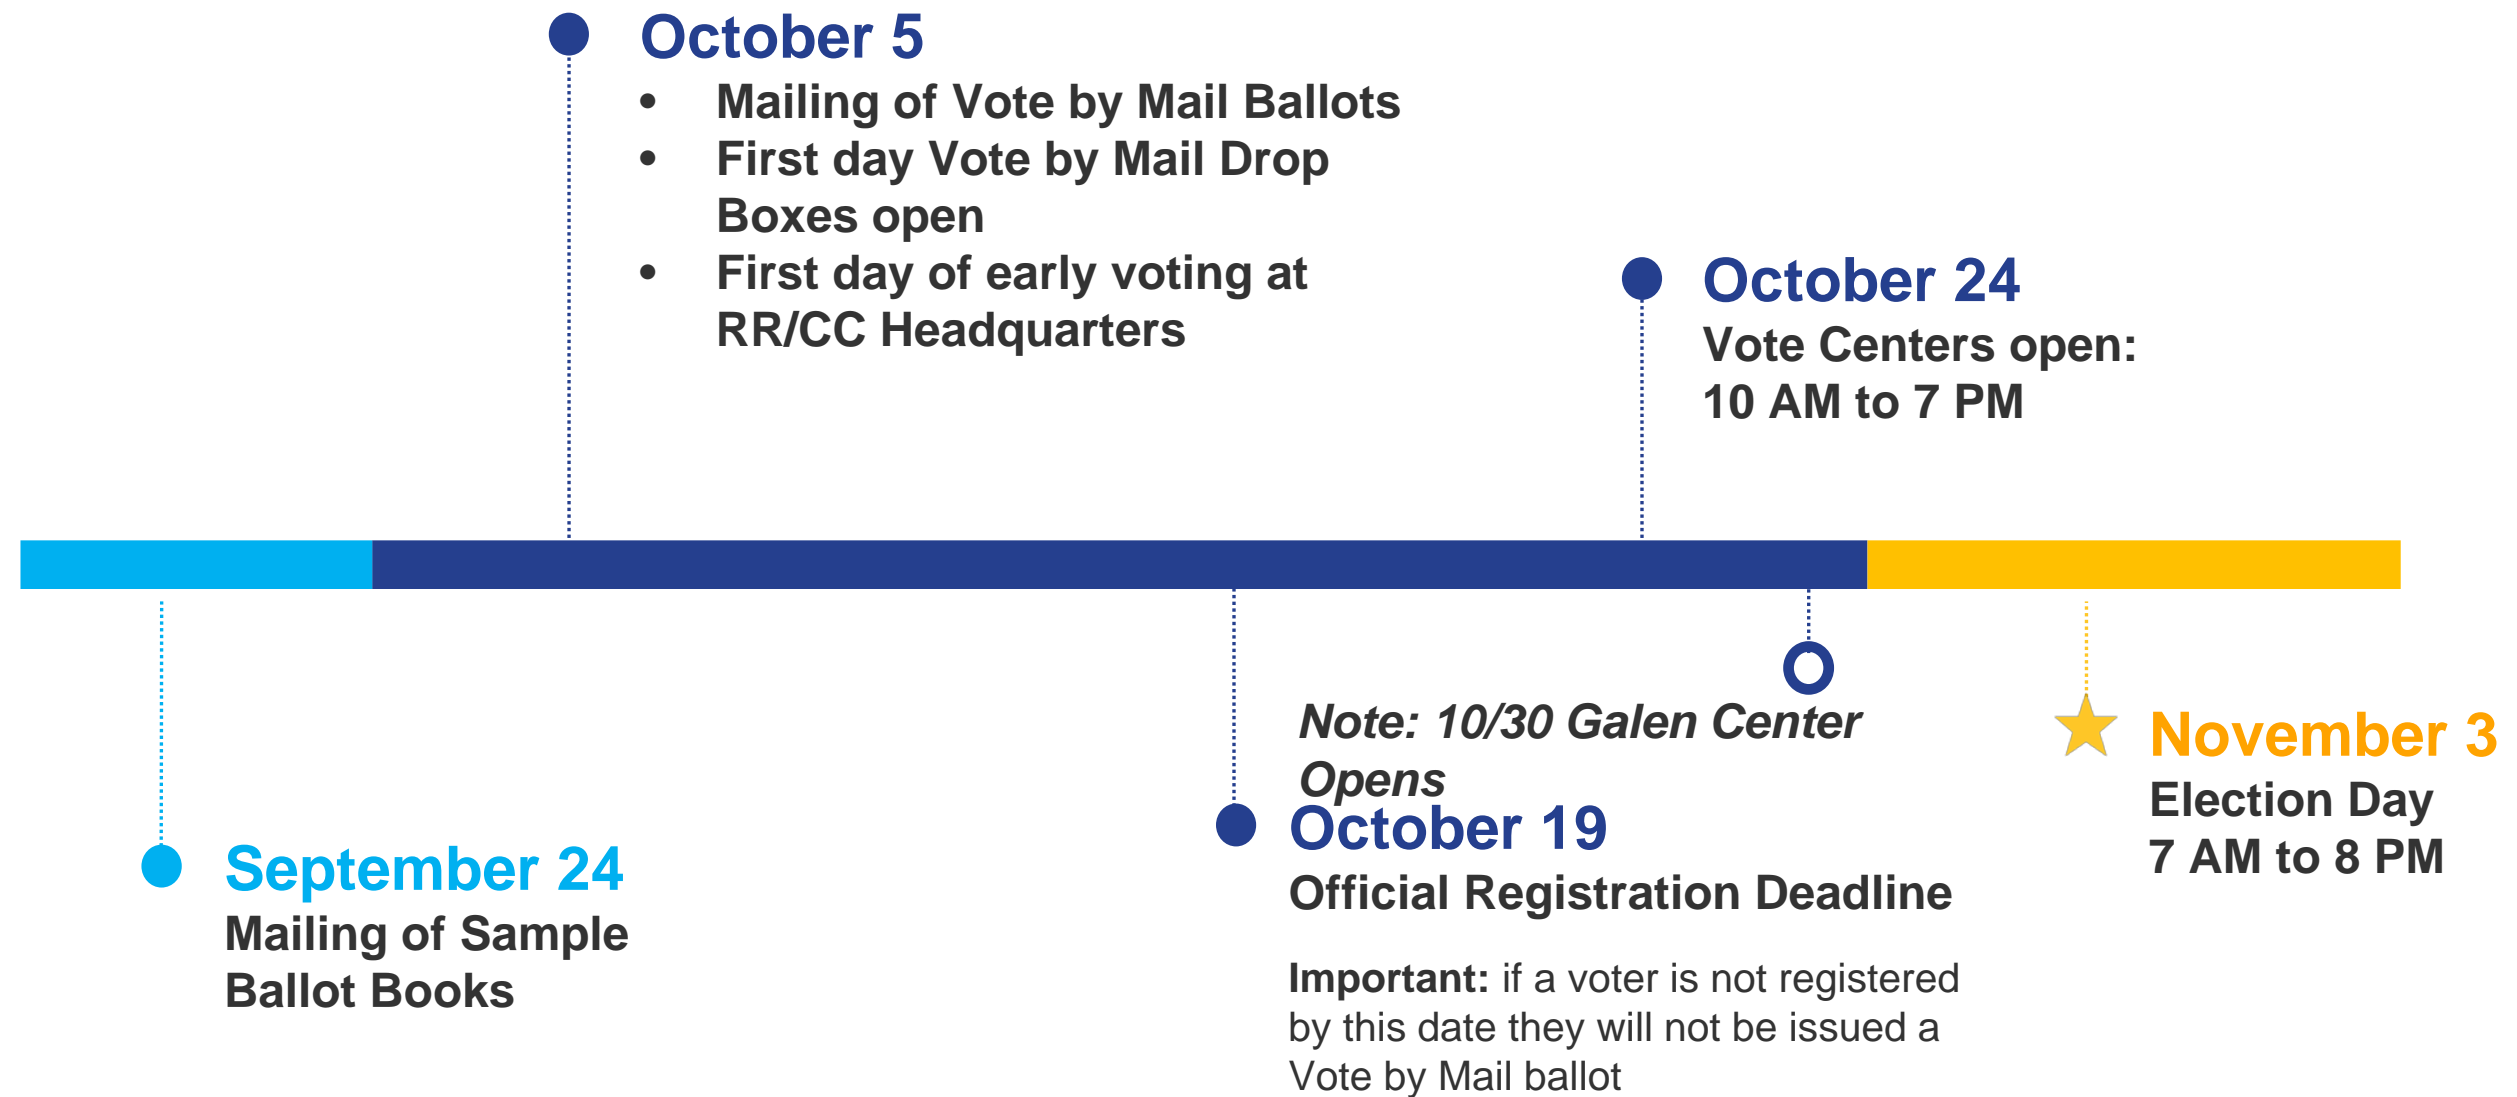 October 5
• Mailing of Vote by Mail Ballots
• First day Vote by Mail Drop
Boxes open
• First day of early voting at
RR/CC Headquarters
October 24
Vote Centers open:
10 AM to 7 PM
Note: 10/30 Galen Center
Opens
October 19
Official Registration Deadline
Important: if a voter is not registered
by this date they will not be issued a
Vote by Mail ballot
November 3
Election Day
7 AM to 8 PM
September 24
Mailing of Sample
Ballot Books